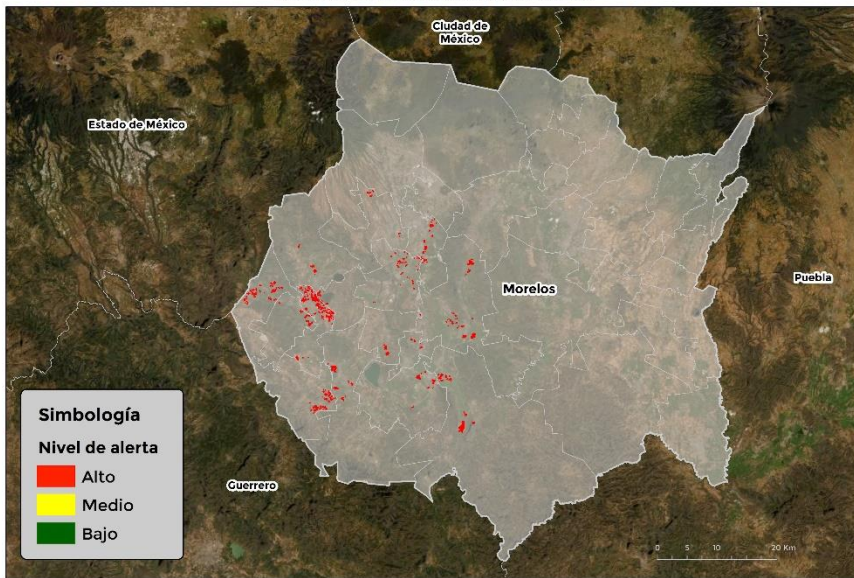 Ciudad de
México
Estado de México
Morelos
Puebla
Guerrero
Simbología
Nivel de alerta
Alto
Medio
Bajo
0 5 10 20 Km